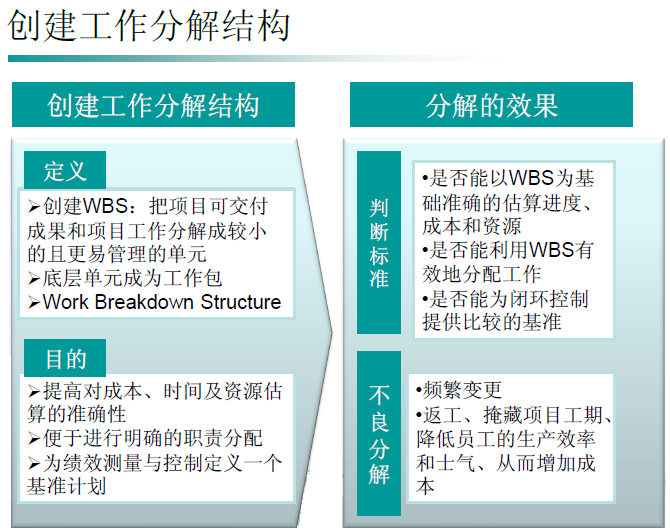 创建工作分解结构
创建工作分解结构
定义
➢创建WBS：把项目可交付
成果和项目工作分解成较小
的且更易管理的单元
➢底层单元成为工作包
➢Work Breakdown Structure
目的
➢提高对成本、时间及资源估
算的准确性
➢便于进行明确的职责分配
➢为绩效测量与控制定义一个
基准计划
分解的效果
判断标准
•是否能以WBS为基
础准确的估算进度、
成本和资源
•是否能利用WBS有
效地分配工作
•是否能为闭环控制
提供比较的基准
不良分解
•频繁变更
•返工、掩藏项目工期、
降低员工的生产效率
和士气、从而增加成
本